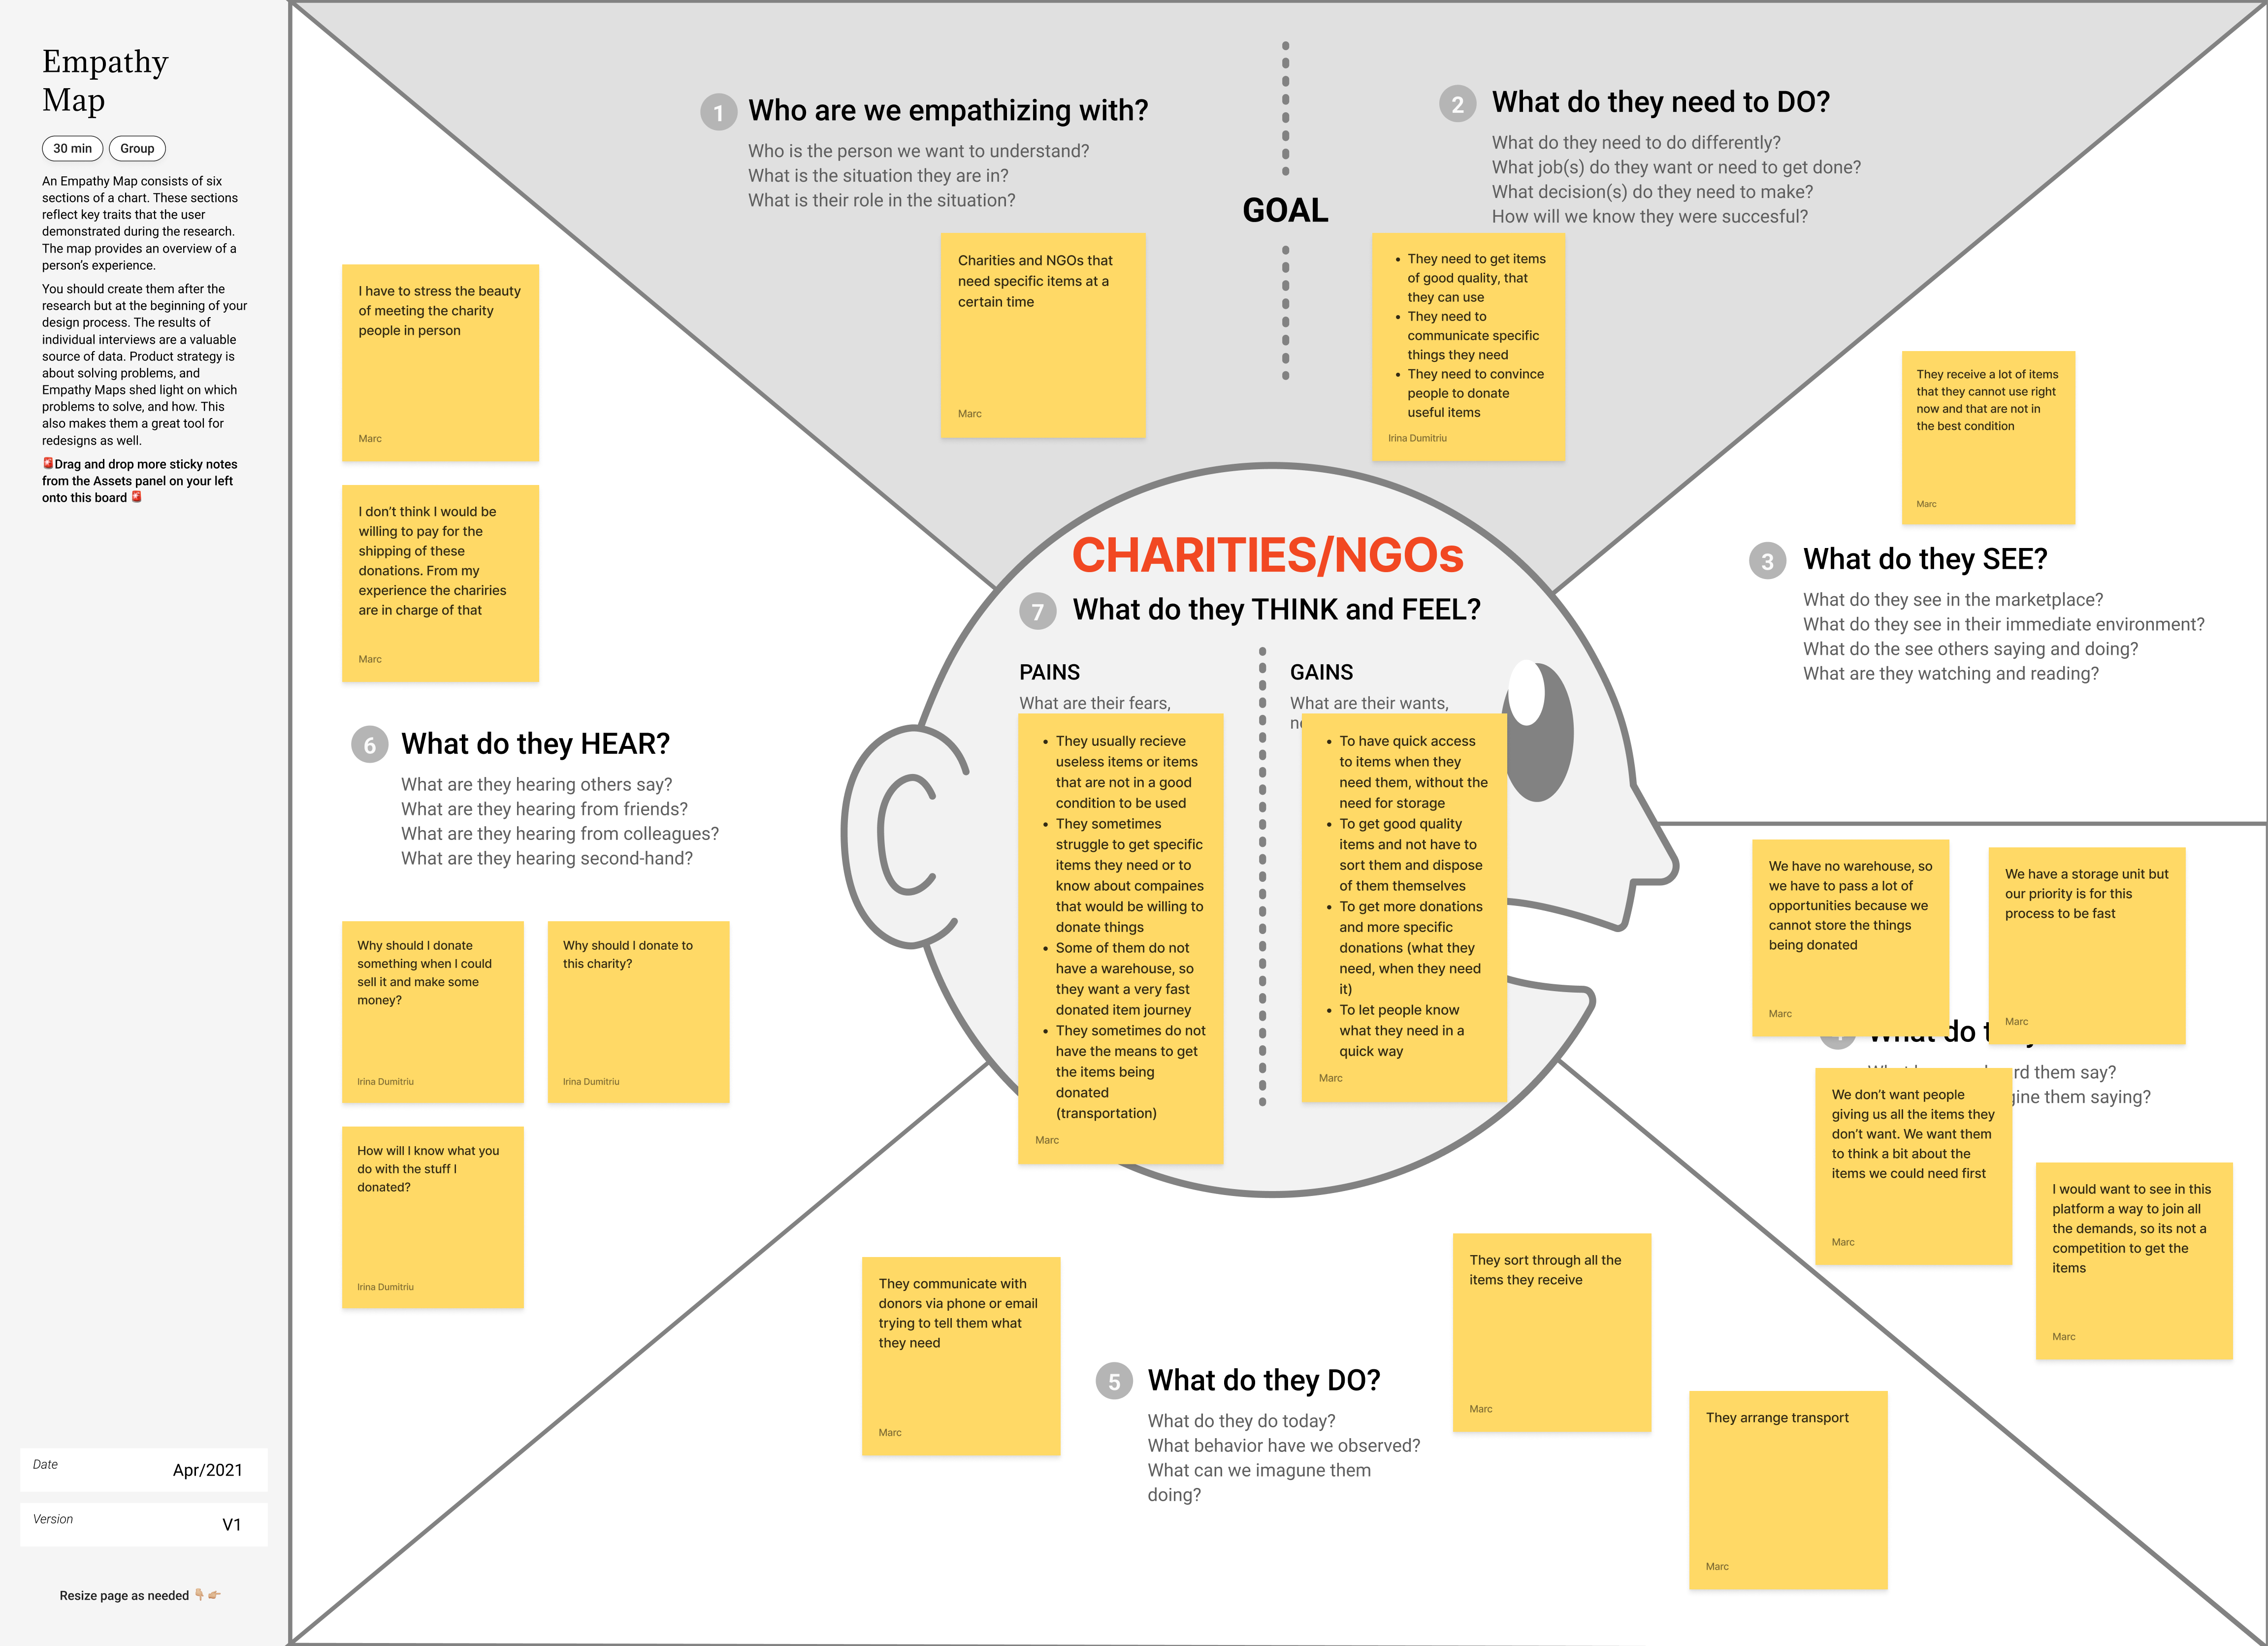 Empathy
Map
30 min
Group
An Empathy Map consists of six
sections of a chart. These sections
reflect key traits that the user
demonstrated during the research.
The map provides an overview of a
person's experience.
You should create them after the
research but at the beginning of your
design process. The results of
individual interviews are a valuable
source of data. Product strategy is
about solving problems, and
Empathy Maps shed light on which
problems to solve, and how. This
also makes them a great tool for
redesigns as well.
🚨Drag and drop more sticky notes
from the Assets panel on your left
onto this board 🚨
Date
Apr/2021
Version
V1
Resize page as needed 👇🏼👉🏼
1
Who are we empathizing with?
Who is the person we want to understand?
What is the situation they are in?
What is their role in the situation?
Charities and NGOs that
need specific items at a
certain time
Marc
GOAL
2
What do they need to DO?
What do they need to do differently?
What job(s) do they want or need to get done?
What decision(s) do they need to make?
How will we know they were succesful?
• They need to get items
of good quality, that
they can use
• They need to
communicate specific
things they need
• They need to convince
people to donate
useful items
Irina Dumitriu
They receive a lot of items
that they cannot use right
now and that are not in
the best condition
Marc
3
What do they SEE?
What do they see in the marketplace?
What do they see in their immediate environment?
What do the see others saying and doing?
What are they watching and reading?
We have no warehouse, so
we have to pass a lot of
opportunities because we
cannot store the things
being donated
Marc
We have a storage unit but
our priority is for this
process to be fast
Marc
What do
rd them say?
gine them saying?
We don't want people
giving us all the items they
don't want. We want them
to think a bit about the
items we could need first
Marc
I would want to see in this
platform a way to join all
the demands, so its not a
competition to get the
items
Marc
5
What do they DO?
What do they do today?
What behavior have we observed?
What can we imagune them
doing?
They communicate with
donors via phone or email
trying to tell them what
they need
Marc
They sort through all the
items they receive
Marc
They arrange transport
Marc
I have to stress the beauty
of meeting the charity
people in person
Marc
I don't think I would be
willing to pay for the
shipping of these
donations. From my
experience the chariries
are in charge of that
Marc
6
What do they HEAR?
What are they hearing others say?
What are they hearing from friends?
What are they hearing from colleagues?
What are they hearing second-hand?
Why should I donate
something when I could
sell it and make some
money?
Irina Dumitriu
Why should I donate to
this charity?
Irina Dumitriu
How will I know what you
do with the stuff I
donated?
Irina Dumitriu
CHARITIES/NGOs
7
What do they THINK and FEEL?
PAINS
What are their fears,
• They usually recieve
useless items or items
that are not in a good
condition to be used
• They sometimes
struggle to get specific
items they need or to
know about compaines
that would be willing to
donate things
• Some of them do not
have a warehouse, so
they want a very fast
donated item journey
• They sometimes do not
have the means to get
the items being
donated
(transportation)
Marc
GAINS
What are their wants,
• To have quick access
to items when they
need them, without the
need for storage
• To get good quality
items and not have to
sort them and dispose
of them themselves
• To get more donations
and more specific
donations (what they
need, when they need
it)
• To let people know
what they need in a
quick way
Marc